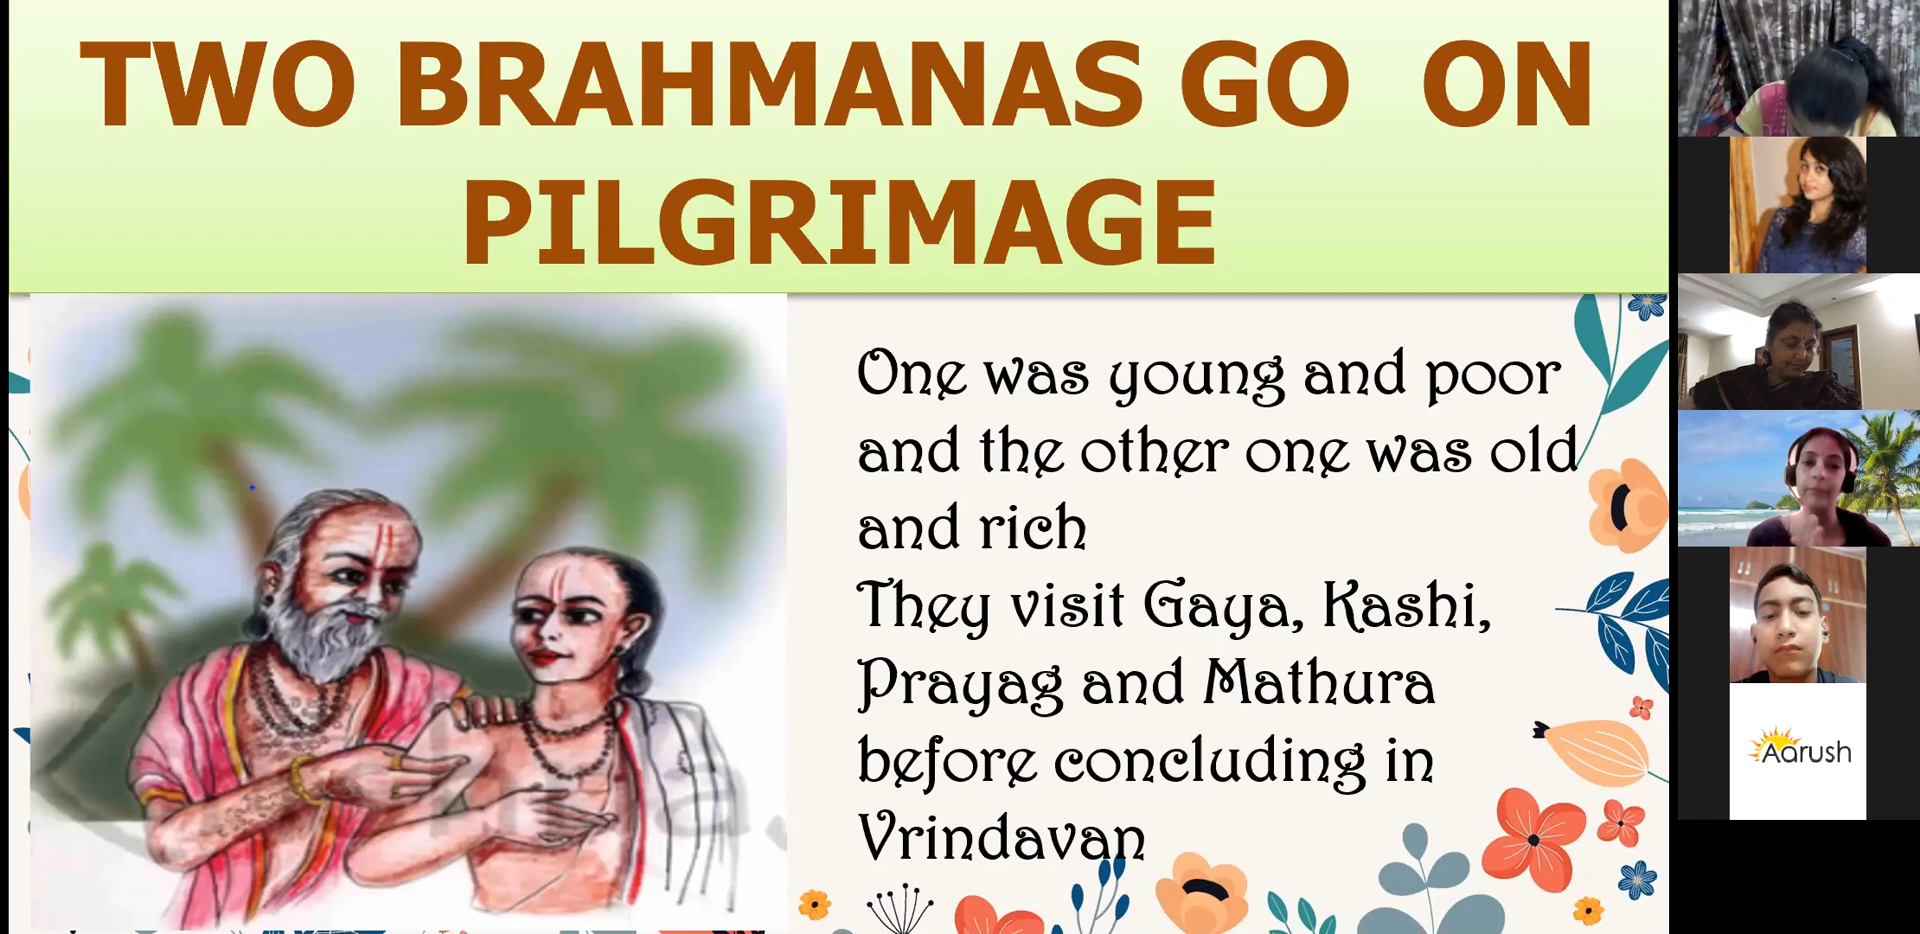 TWO BRAHMANAS GO ON
PILGRIMAGE
One was young and poor
and the other one was old
and rich
They visit Gaya, Kashi,
Prayag and Mathura
before concluding in
Vrindavan
Aarush